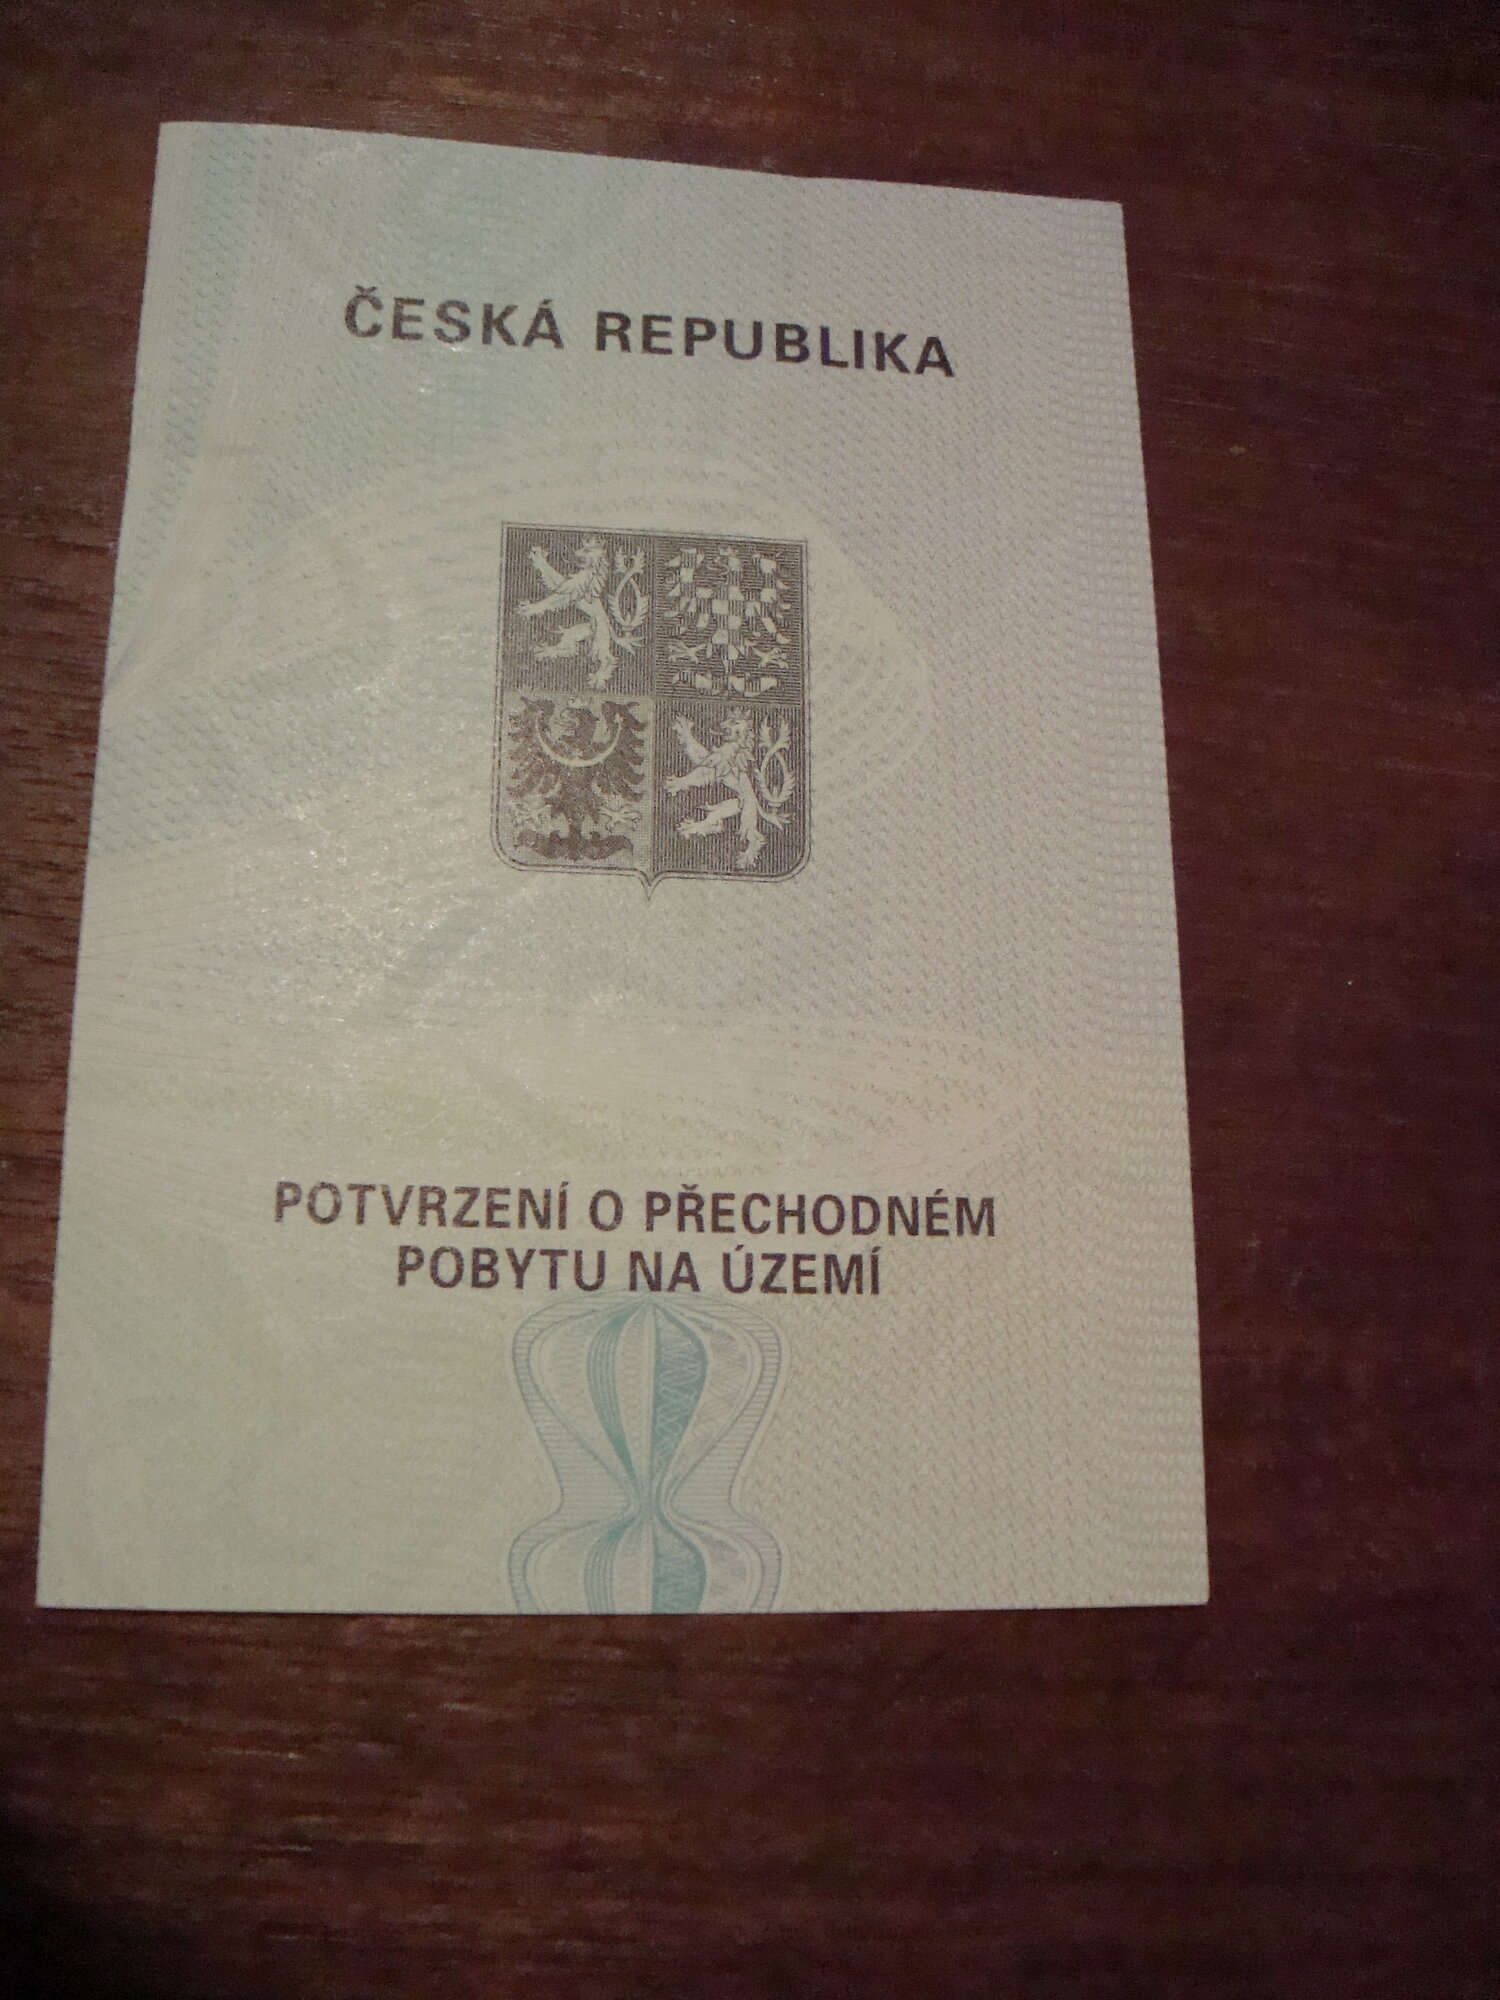 ČESKÁ REPUBLIKA
POTVRZENÍ O PŘECHODNÉM
POBYTU NA ÚZEMÍ